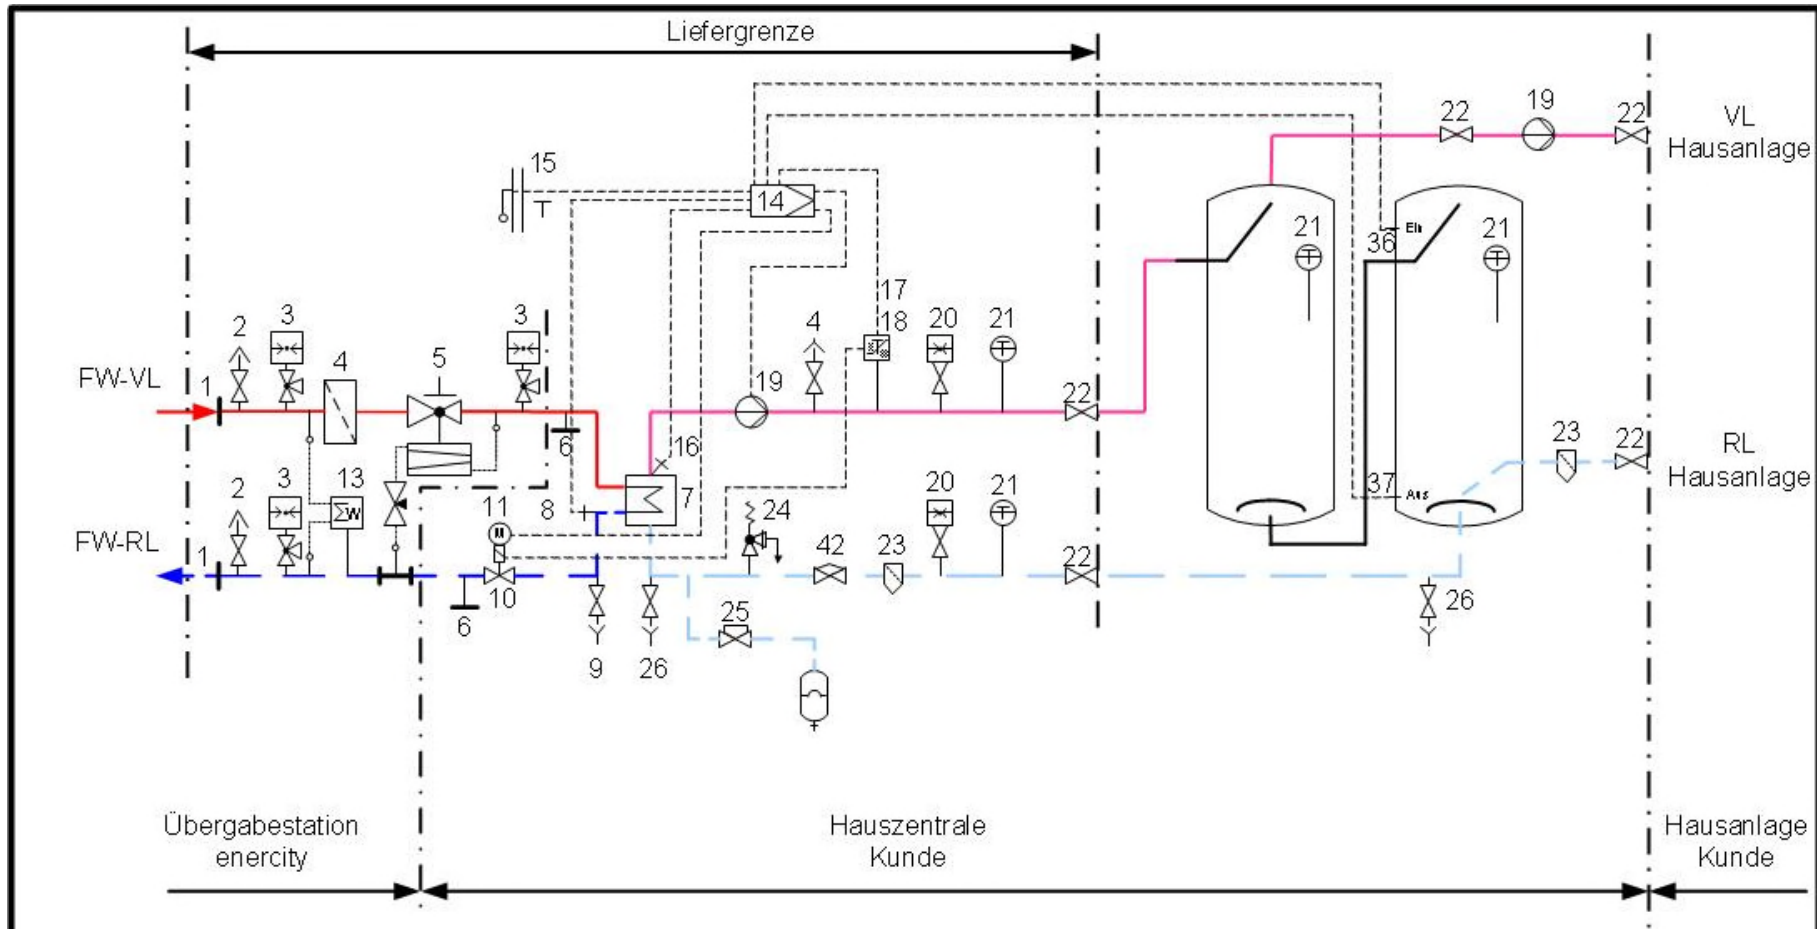 Liefergrenze
22 19 22
VL
Hausanlage
15
14
36 Ein
21 21
17
18
2 3 4 5 3
4 20 21
FW-VL
1
19
22
6
16
23 22
RL
Hausanlage
2 3 13
11 8 7
24
20 21
37 Aus
FW-RL
1
42 23
22
10
6
25
26
9 26
Übergabestation
enercity
Hauszentrale
Kunde
Hausanlage
Kunde